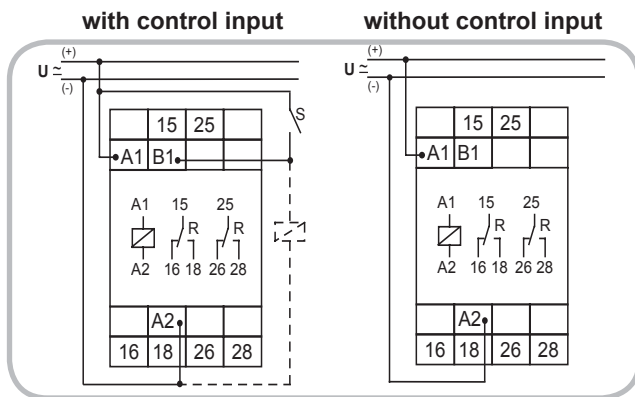 with control input
(+)
U ≂
(-)
S
15 25
A1 B1
A1 15 25
R R
A2 16 18 26 28
A2
16 18 26 28
without control input
(+)
U ≂
(-)
15 25
A1 B1
A1 15 25
R R
A2 16 18 26 28
A2
16 18 26 28